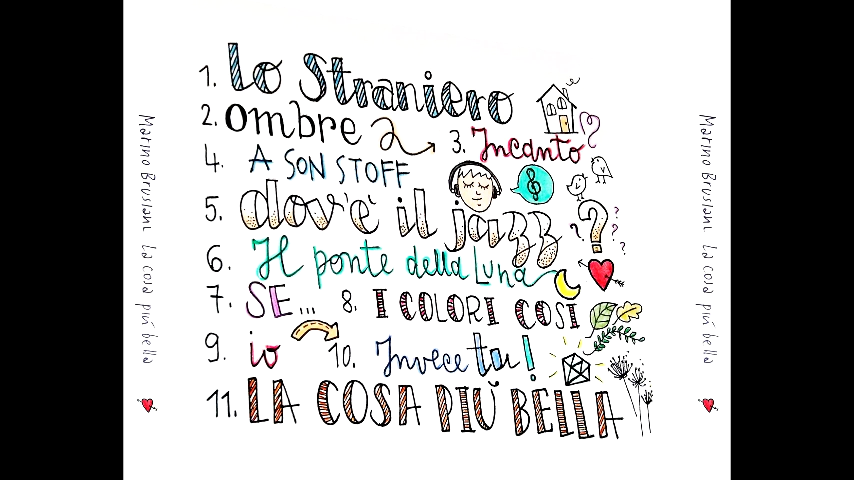 1. lo Straniero
2. ombre
3. Incanto
4. A SON STOFF
5. dov'è il jazz ????
6. Il ponte della Luna
7. SE...
8. I COLORI COSÌ
9. io
10. Invece tu!
11. LA COSA PIÙ BELLA
Marino Brusiani La cosa più bella
Marino Brusiani La cosa più bella